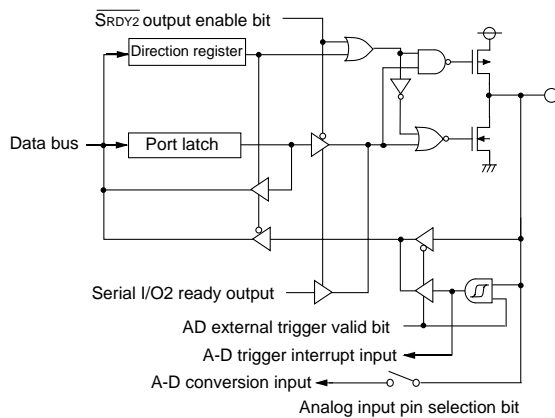 SRDY2 output enable bit
Direction register
Data bus
Port latch
Serial I/O2 ready output
AD external trigger valid bit
A-D trigger interrupt input
A-D conversion input
Analog input pin selection bit